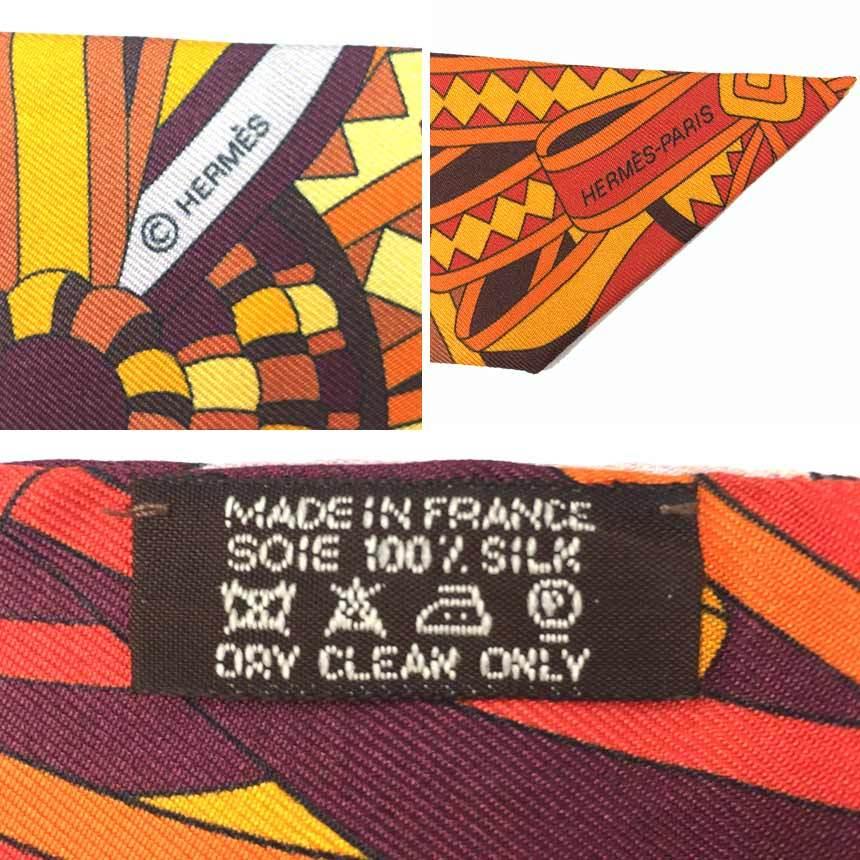 © HERMÈS
HERMÈS-PARIS
MADE IN FRANCE
SOIE 100% SILK
P
DRY CLEAN ONLY